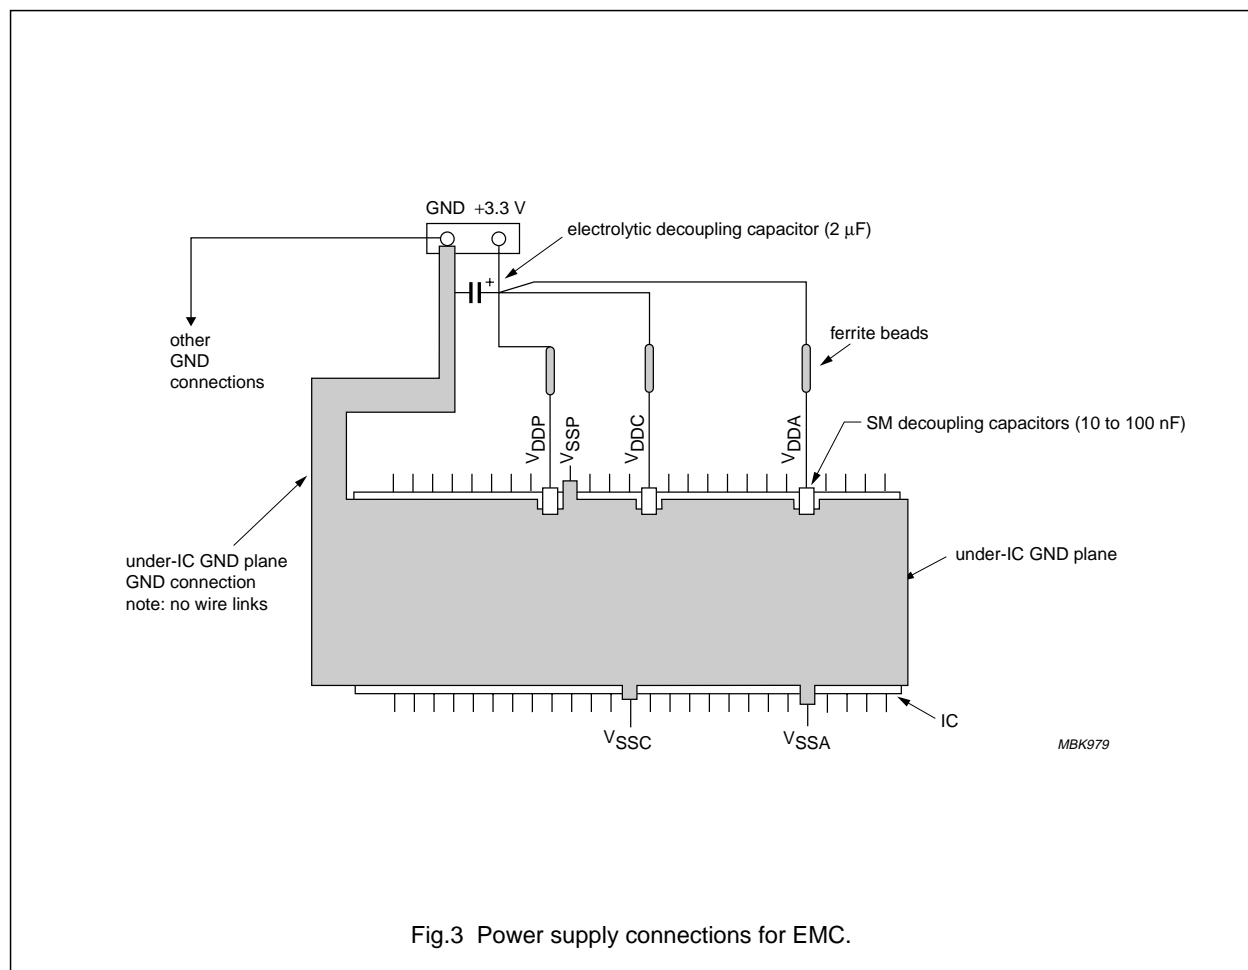 GND +3.3 V
electrolytic decoupling capacitor (2 µF)
+
other
GND
connections
ferrite beads
VDDP
VSSP
VDDC
VDDA
SM decoupling capacitors (10 to 100 nF)
under-IC GND plane
GND connection
note: no wire links
under-IC GND plane
IC
VSSC
VSSA
MBK979
Fig.3 Power supply connections for EMC.